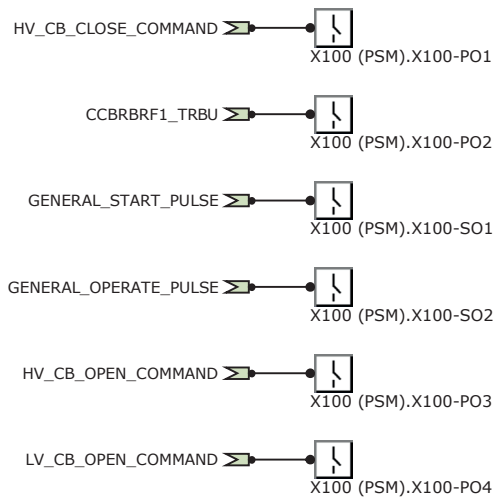 HV_CB_CLOSE_COMMAND
X100 (PSM).X100-PO1
CCBRBRF1_TRBU
X100 (PSM).X100-PO2
GENERAL_START_PULSE
X100 (PSM).X100-SO1
GENERAL_OPERATE_PULSE
X100 (PSM).X100-SO2
HV_CB_OPEN_COMMAND
X100 (PSM).X100-PO3
LV_CB_OPEN_COMMAND
X100 (PSM).X100-PO4